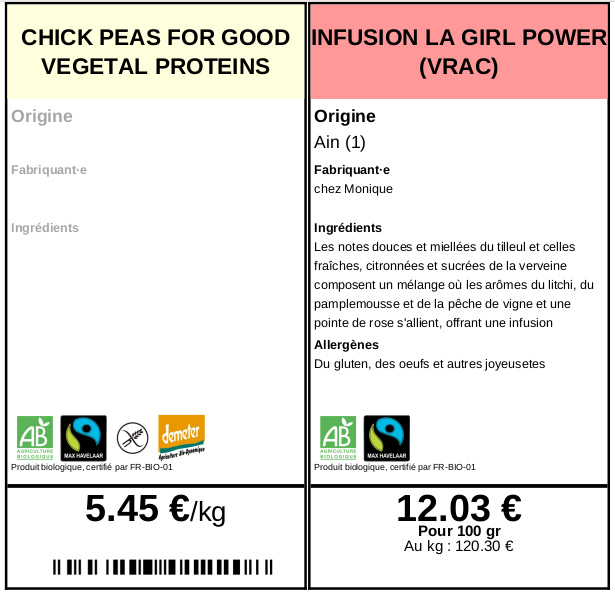 CHICK PEAS FOR GOOD
VEGETAL PROTEINS
Origine
Fabriquant·e
Ingrédients
AB
AGRICULTURE
BIOLOGIQUE
MAX HAVELAAR
demeter
Agriculture Bio-Dynamique
Produit biologique, certifié par FR-BIO-01
5.45 €/kg
INFUSION LA GIRL POWER
(VRAC)
Origine
Ain (1)
Fabriquant·e
chez Monique
Ingrédients
Les notes douces et miellées du tilleul et celles
fraîches, citronnées et sucrées de la verveine
composent un mélange où les arômes du litchi, du
pamplemousse et de la pêche de vigne et une
pointe de rose s'allient, offrant une infusion
Allergènes
Du gluten, des oeufs et autres joyeusetes
AB
AGRICULTURE
BIOLOGIQUE
MAX HAVELAAR
Produit biologique, certifié par FR-BIO-01
12.03 €
Pour 100 gr
Au kg : 120.30 €